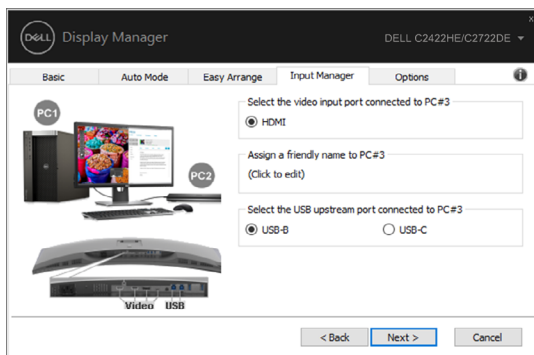 x
DELL Display Manager
DELL C2422HE/C2722DE
Basic Auto Mode Easy Arrange Input Manager Options
Select the video input port connected to PC#3
HDMI
PC1
Assign a friendly name to PC#3
(Click to edit)
PC2
Select the USB upstream port connected to PC#3
USB-B USB-C
Video USB
< Back Next > Cancel